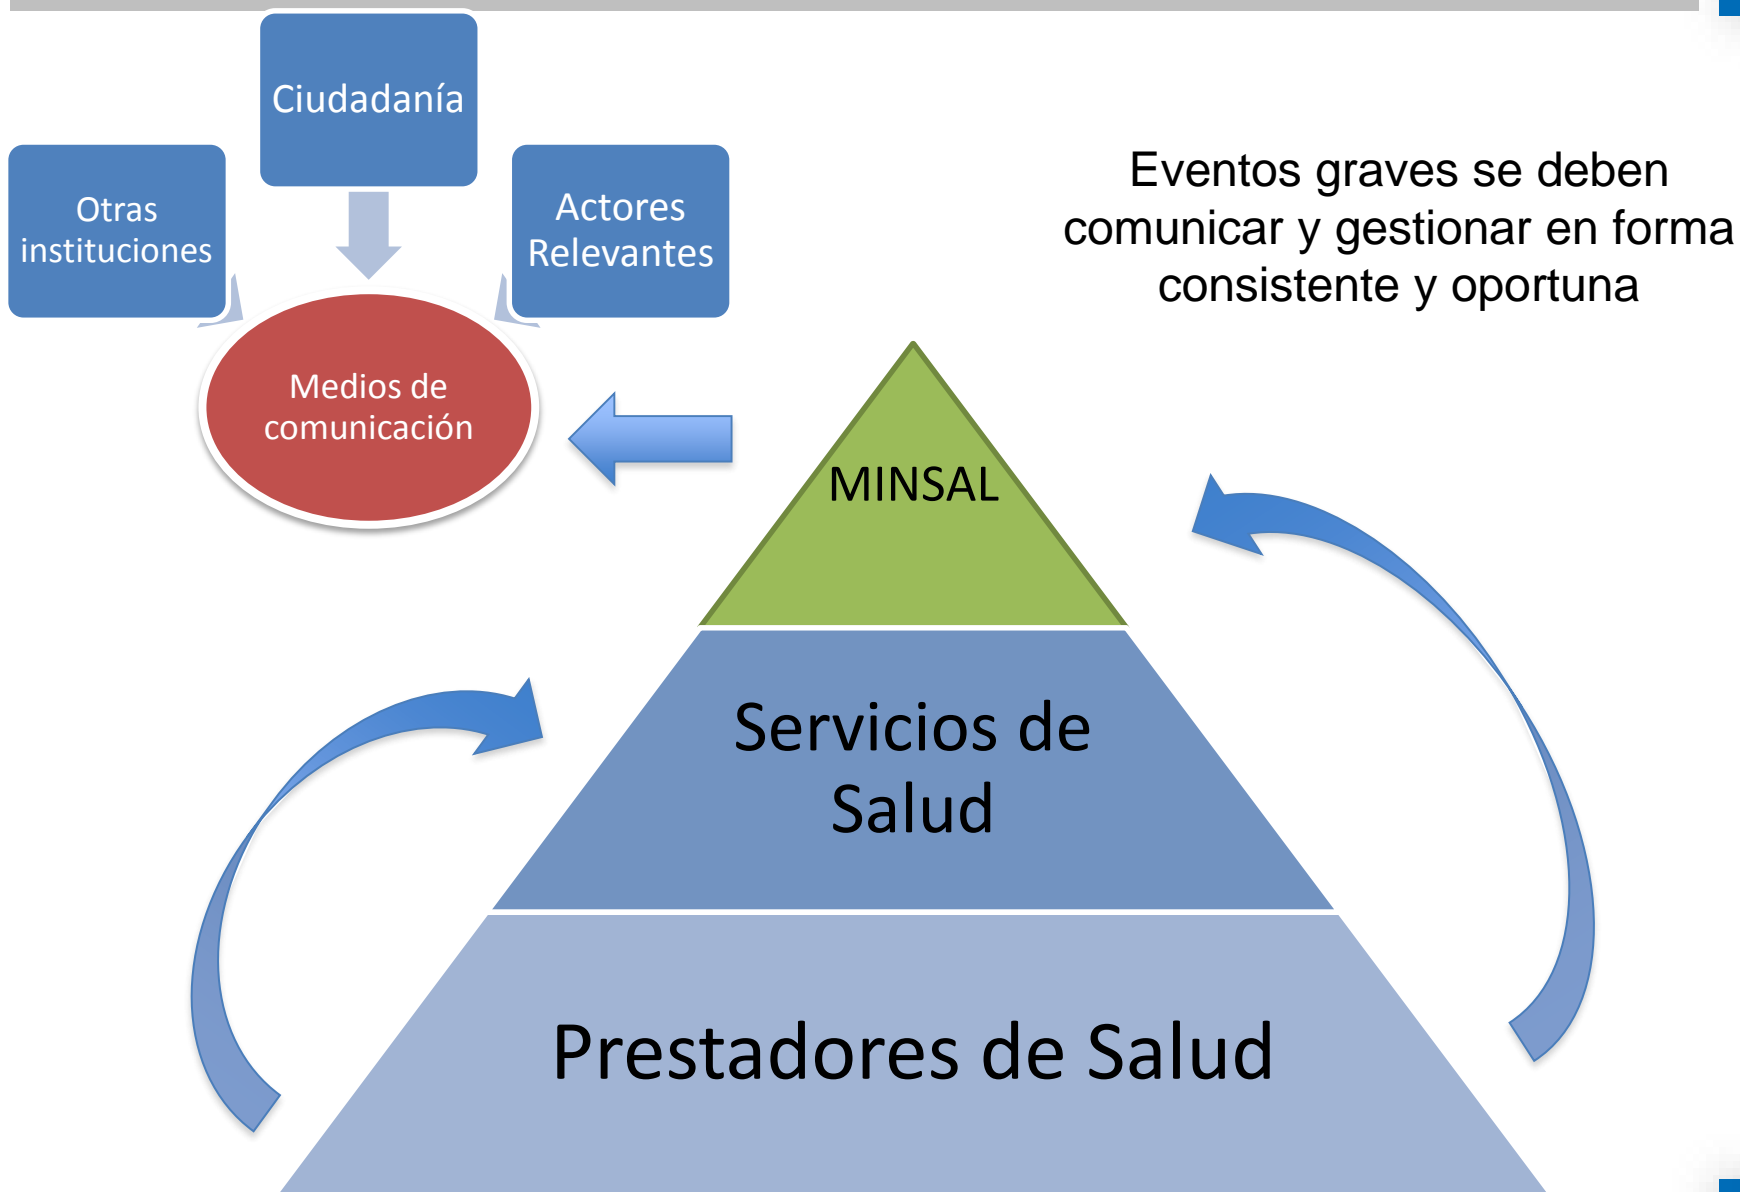 Ciudadanía
Otras
instituciones
Actores
Relevantes
Medios de
comunicación
Eventos graves se deben
comunicar y gestionar en forma
consistente y oportuna
MINSAL
Servicios de
Salud
Prestadores de Salud